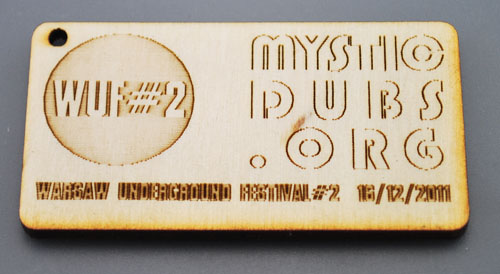 WUF#2
MYSTIC
DUBS
.ORG
WARSAW UNDERGROUND FESTIVAL#2 16/12/2011